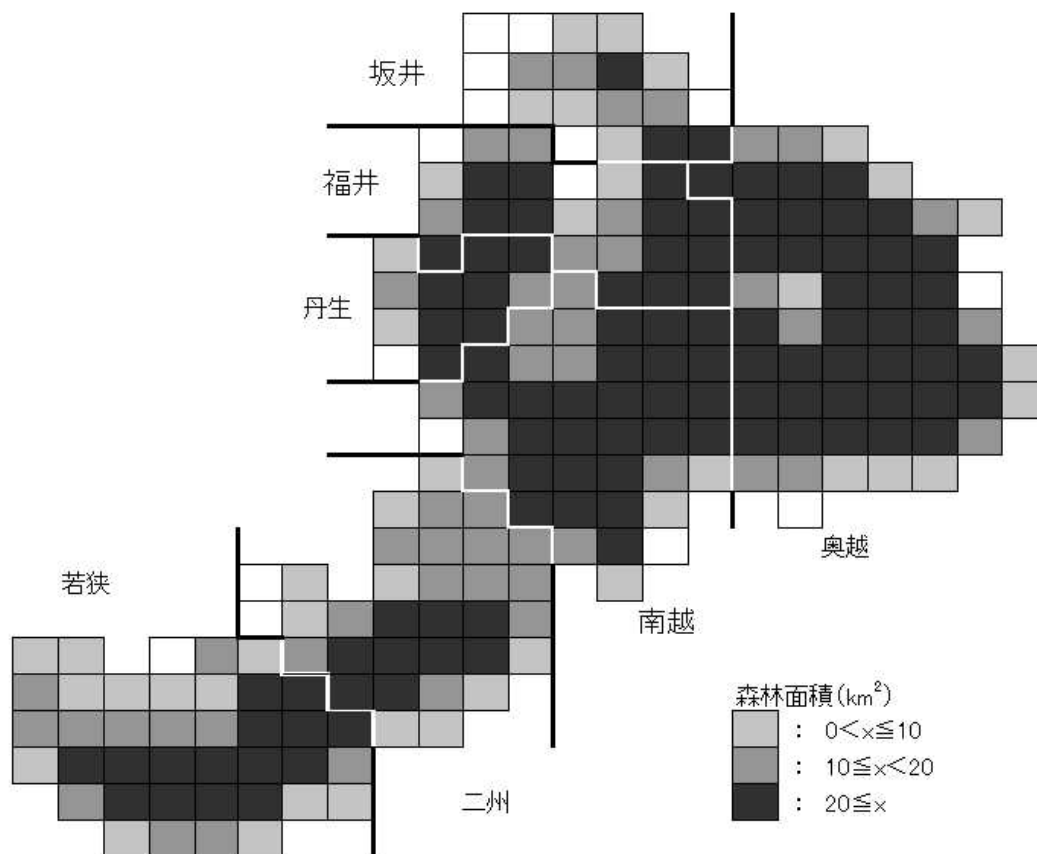 坂井
福井
丹生
奥越
若狭
南越
二州
森林面積(km²)
： 0＜x≦10
： 10≦x＜20
： 20≦x